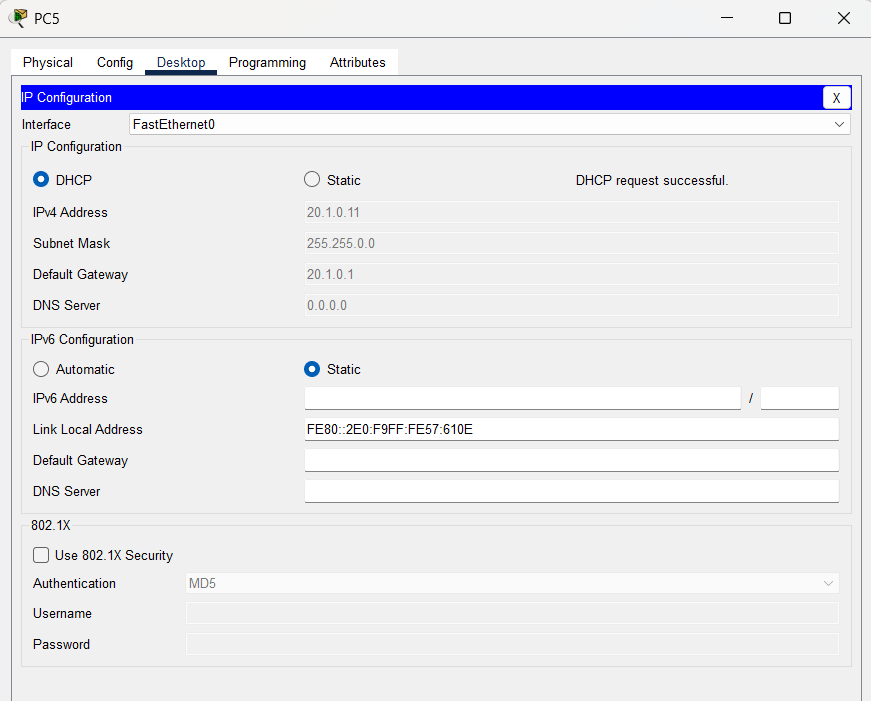 PC5
Physical Config Desktop Programming Attributes
IP Configuration X
Interface FastEthernet0
IP Configuration
DHCP Static DHCP request successful.
IPv4 Address 20.1.0.11
Subnet Mask 255.255.0.0
Default Gateway 20.1.0.1
DNS Server 0.0.0.0
IPv6 Configuration
Automatic Static
IPv6 Address /
Link Local Address FE80::2E0:F9FF:FE57:610E
Default Gateway
DNS Server
802.1X
Use 802.1X Security
Authentication MD5
Username
Password